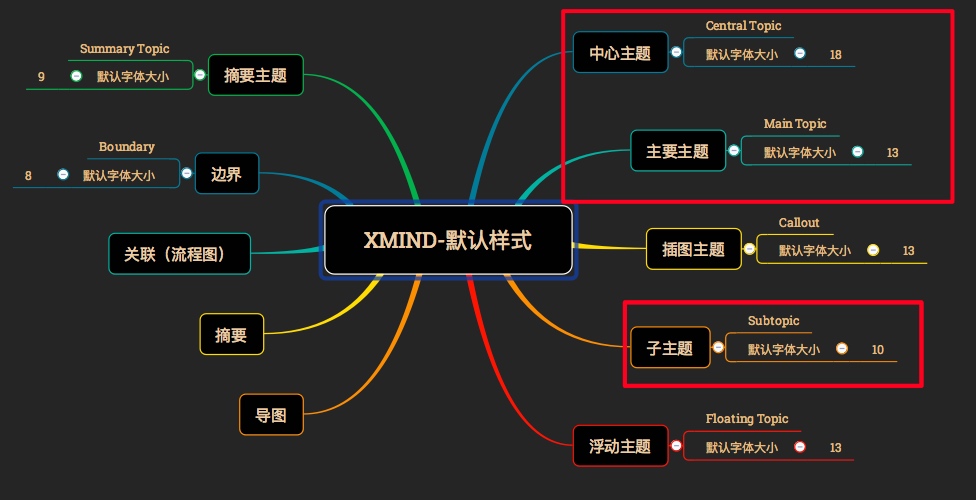 XMIND-默认样式
中心主题
Central Topic
默认字体大小
18
主要主题
Main Topic
默认字体大小
13
插图主题
Callout
默认字体大小
13
子主题
Subtopic
默认字体大小
10
浮动主题
Floating Topic
默认字体大小
13
摘要主题
Summary Topic
默认字体大小
9
边界
Boundary
默认字体大小
8
关联（流程图）
摘要
导图